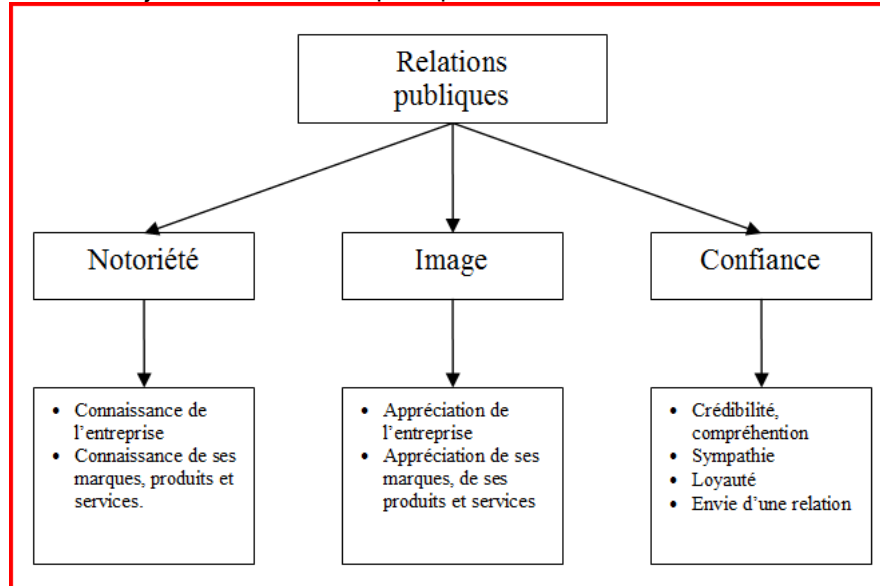 Relations
publiques
Notoriété
Image
Confiance
• Connaissance de
l'entreprise
• Connaissance de ses
marques, produits et
services.
• Appréciation de
l'entreprise
• Appréciation de ses
marques, de ses
produits et services
• Crédibilité,
compréhention
• Sympathie
• Loyauté
• Envie d'une relation